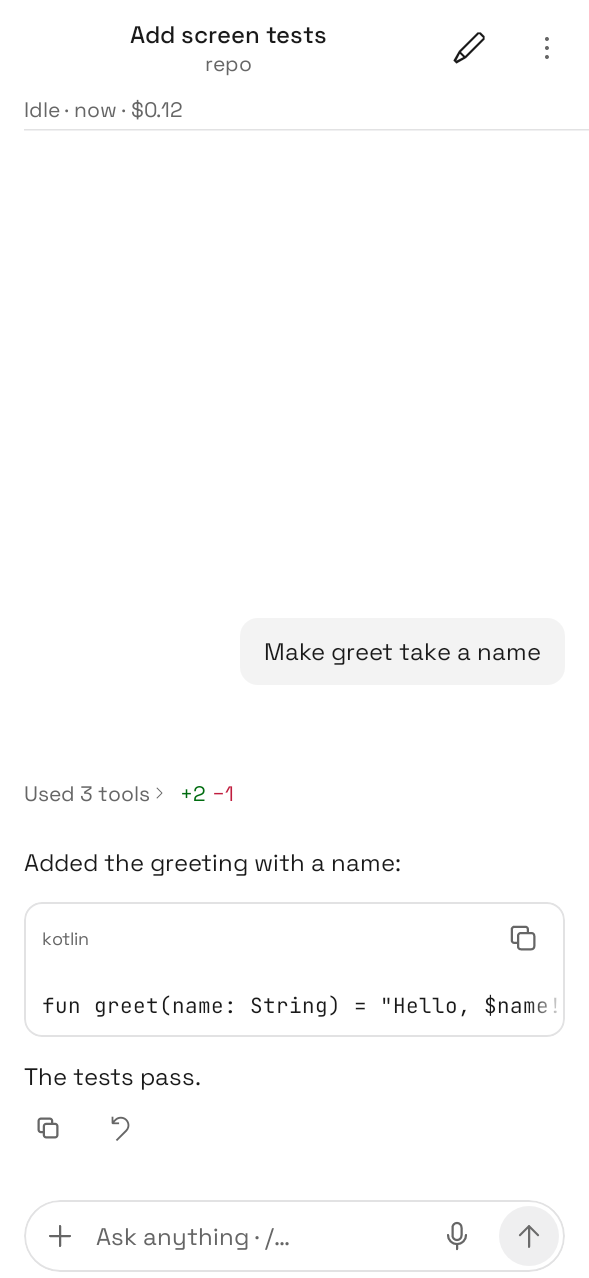 Add screen tests
repo
Idle · now · $0.12
Make greet take a name
Used 3 tools +2 −1
Added the greeting with a name:
kotlin
fun greet(name: String) = "Hello, $name!
The tests pass.
Ask anything · /…